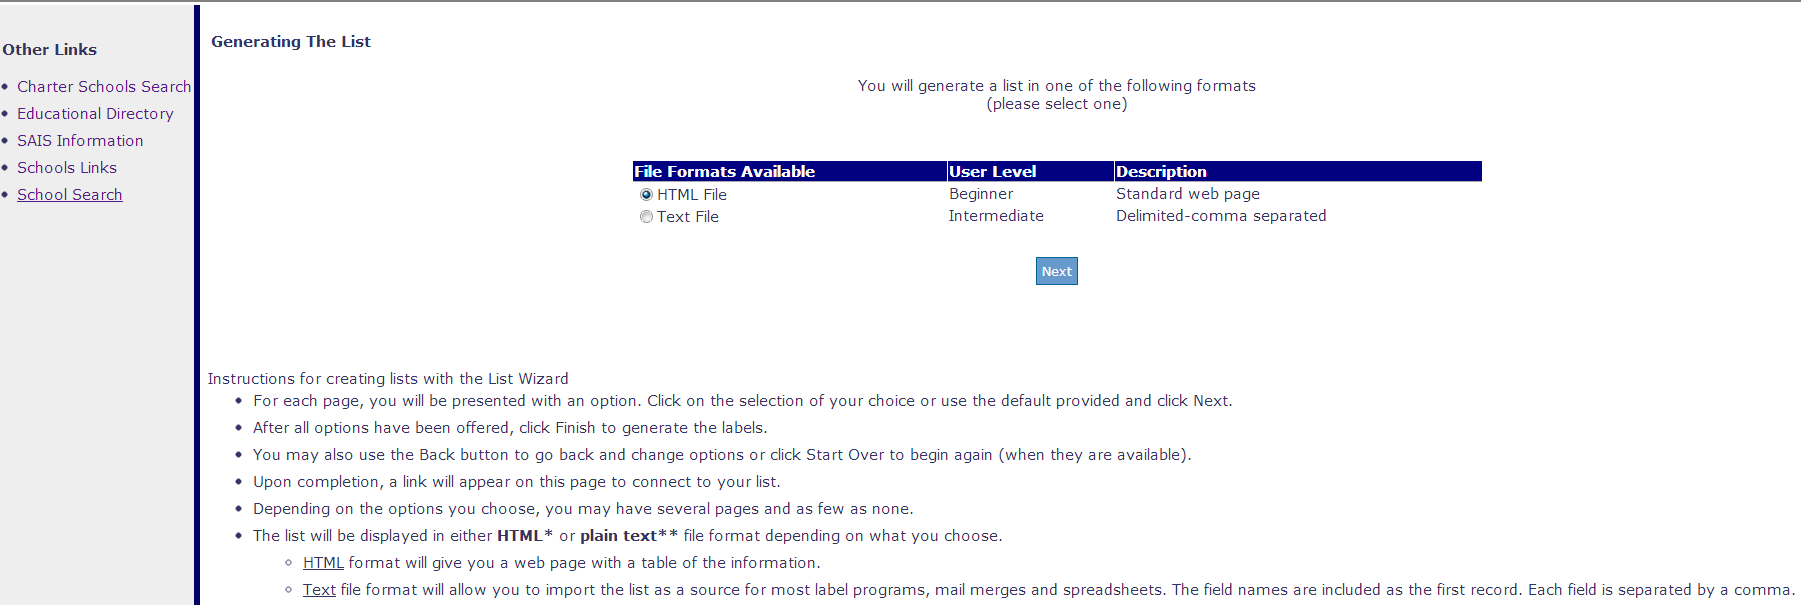 Other Links
Charter Schools Search
Educational Directory
SAIS Information
Schools Links
School Search
Generating The List
You will generate a list in one of the following formats
(please select one)
File Formats Available User Level Description
HTML File Beginner Standard web page
Text File Intermediate Delimited-comma separated
Next
Instructions for creating lists with the List Wizard
For each page, you will be presented with an option. Click on the selection of your choice or use the default provided and click Next.
After all options have been offered, click Finish to generate the labels.
You may also use the Back button to go back and change options or click Start Over to begin again (when they are available).
Upon completion, a link will appear on this page to connect to your list.
Depending on the options you choose, you may have several pages and as few as none.
The list will be displayed in either HTML* or plain text** file format depending on what you choose.
HTML format will give you a web page with a table of the information.
Text file format will allow you to import the list as a source for most label programs, mail merges and spreadsheets. The field names are included as the first record. Each field is separated by a comma.